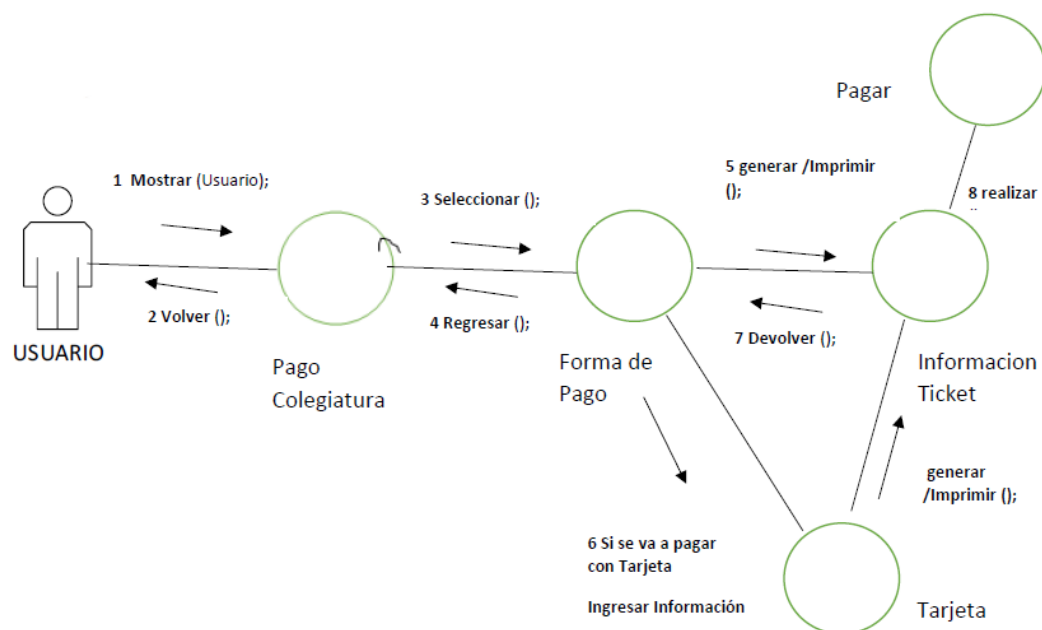 Pagar
1 Mostrar (Usuario);
5 generar /Imprimir
();
3 Seleccionar ();
8 realizar
2 Volver ();
4 Regresar ();
7 Devolver ();
USUARIO
Pago
Colegiatura
Forma de
Pago
Informacion
Ticket
generar
/Imprimir ();
6 Si se va a pagar
con Tarjeta
Ingresar Información
Tarjeta